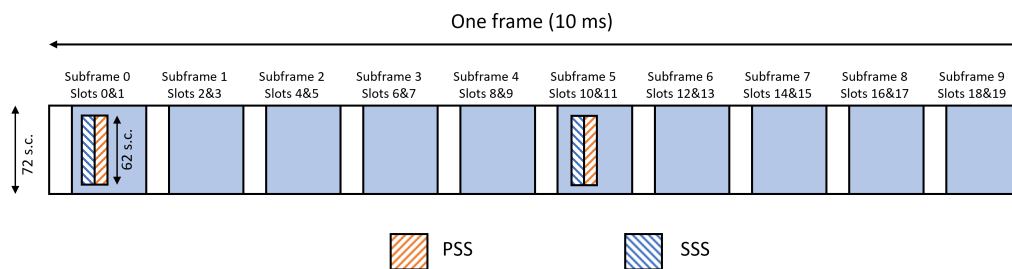 One frame (10 ms)
Subframe 0 Subframe 1 Subframe 2 Subframe 3 Subframe 4 Subframe 5 Subframe 6 Subframe 7 Subframe 8 Subframe 9
Slots 0&1 Slots 2&3 Slots 4&5 Slots 6&7 Slots 8&9 Slots 10&11 Slots 12&13 Slots 14&15 Slots 16&17 Slots 18&19
72 s.c.
62 s.c.
PSS SSS